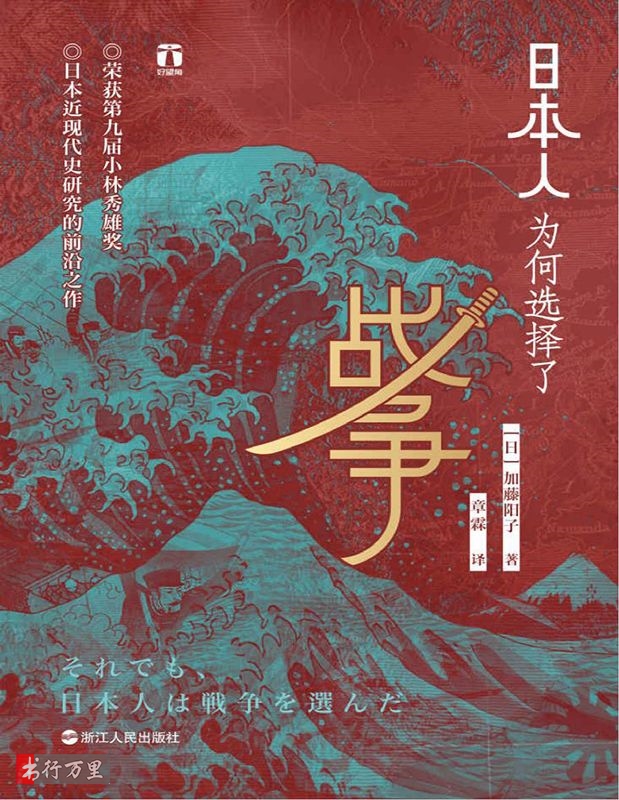 日本人
为何选择了
战争
[日]加藤阳子 著
章霖 译
◎荣获第九届小林秀雄奖
◎日本近现代史研究的前沿之作
好望角
それでも、
日本人は戦争を選んだ
浙江人民出版社
书行万里